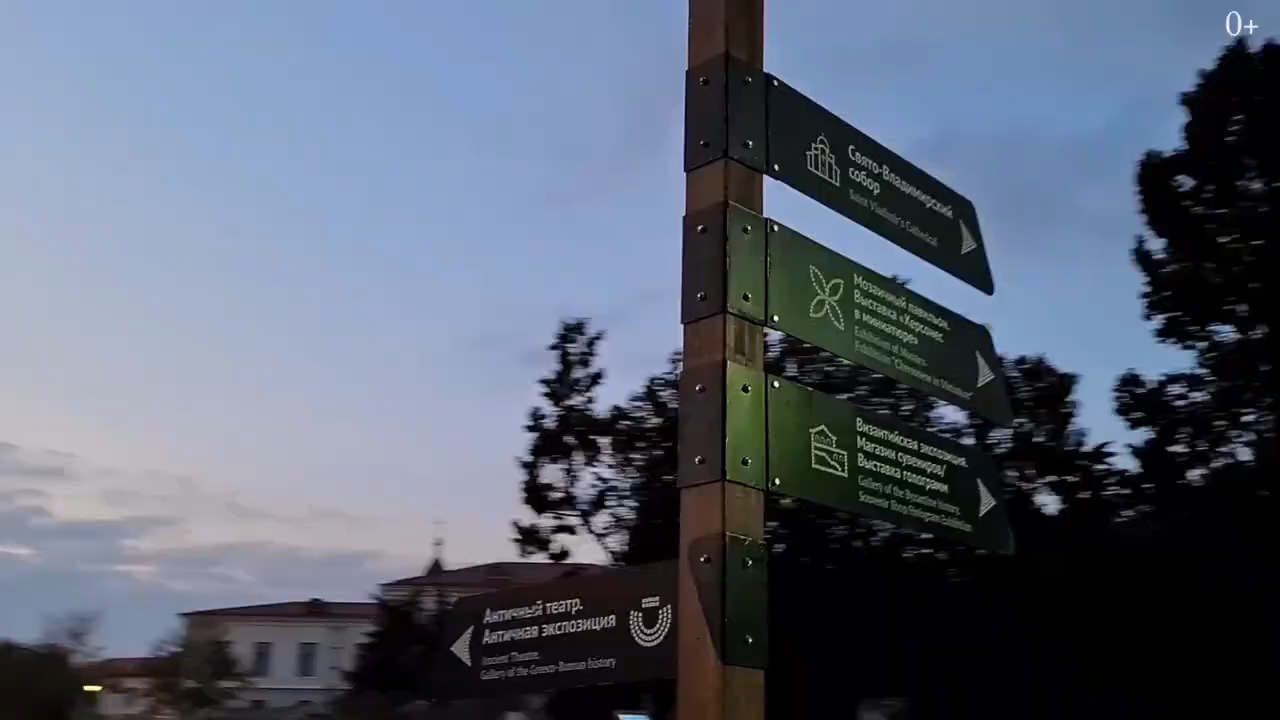 0+
Свято-Владимирский
собор
Saint Vladimir's Cathedral
Мозаичный павильон.
Выставка «Херсонес
в миниатюре»
Exhibition of Mosaics.
Exhibition "Chersonese in Miniature"
Византийская экспозиция.
Магазин сувениров/
Выставка голограмм
Gallery of the Byzantine history.
Souvenir Shop/Hologram Exhibition
Античный театр.
Античная экспозиция
Ancient Theatre.
Gallery of the Greeco-Roman history